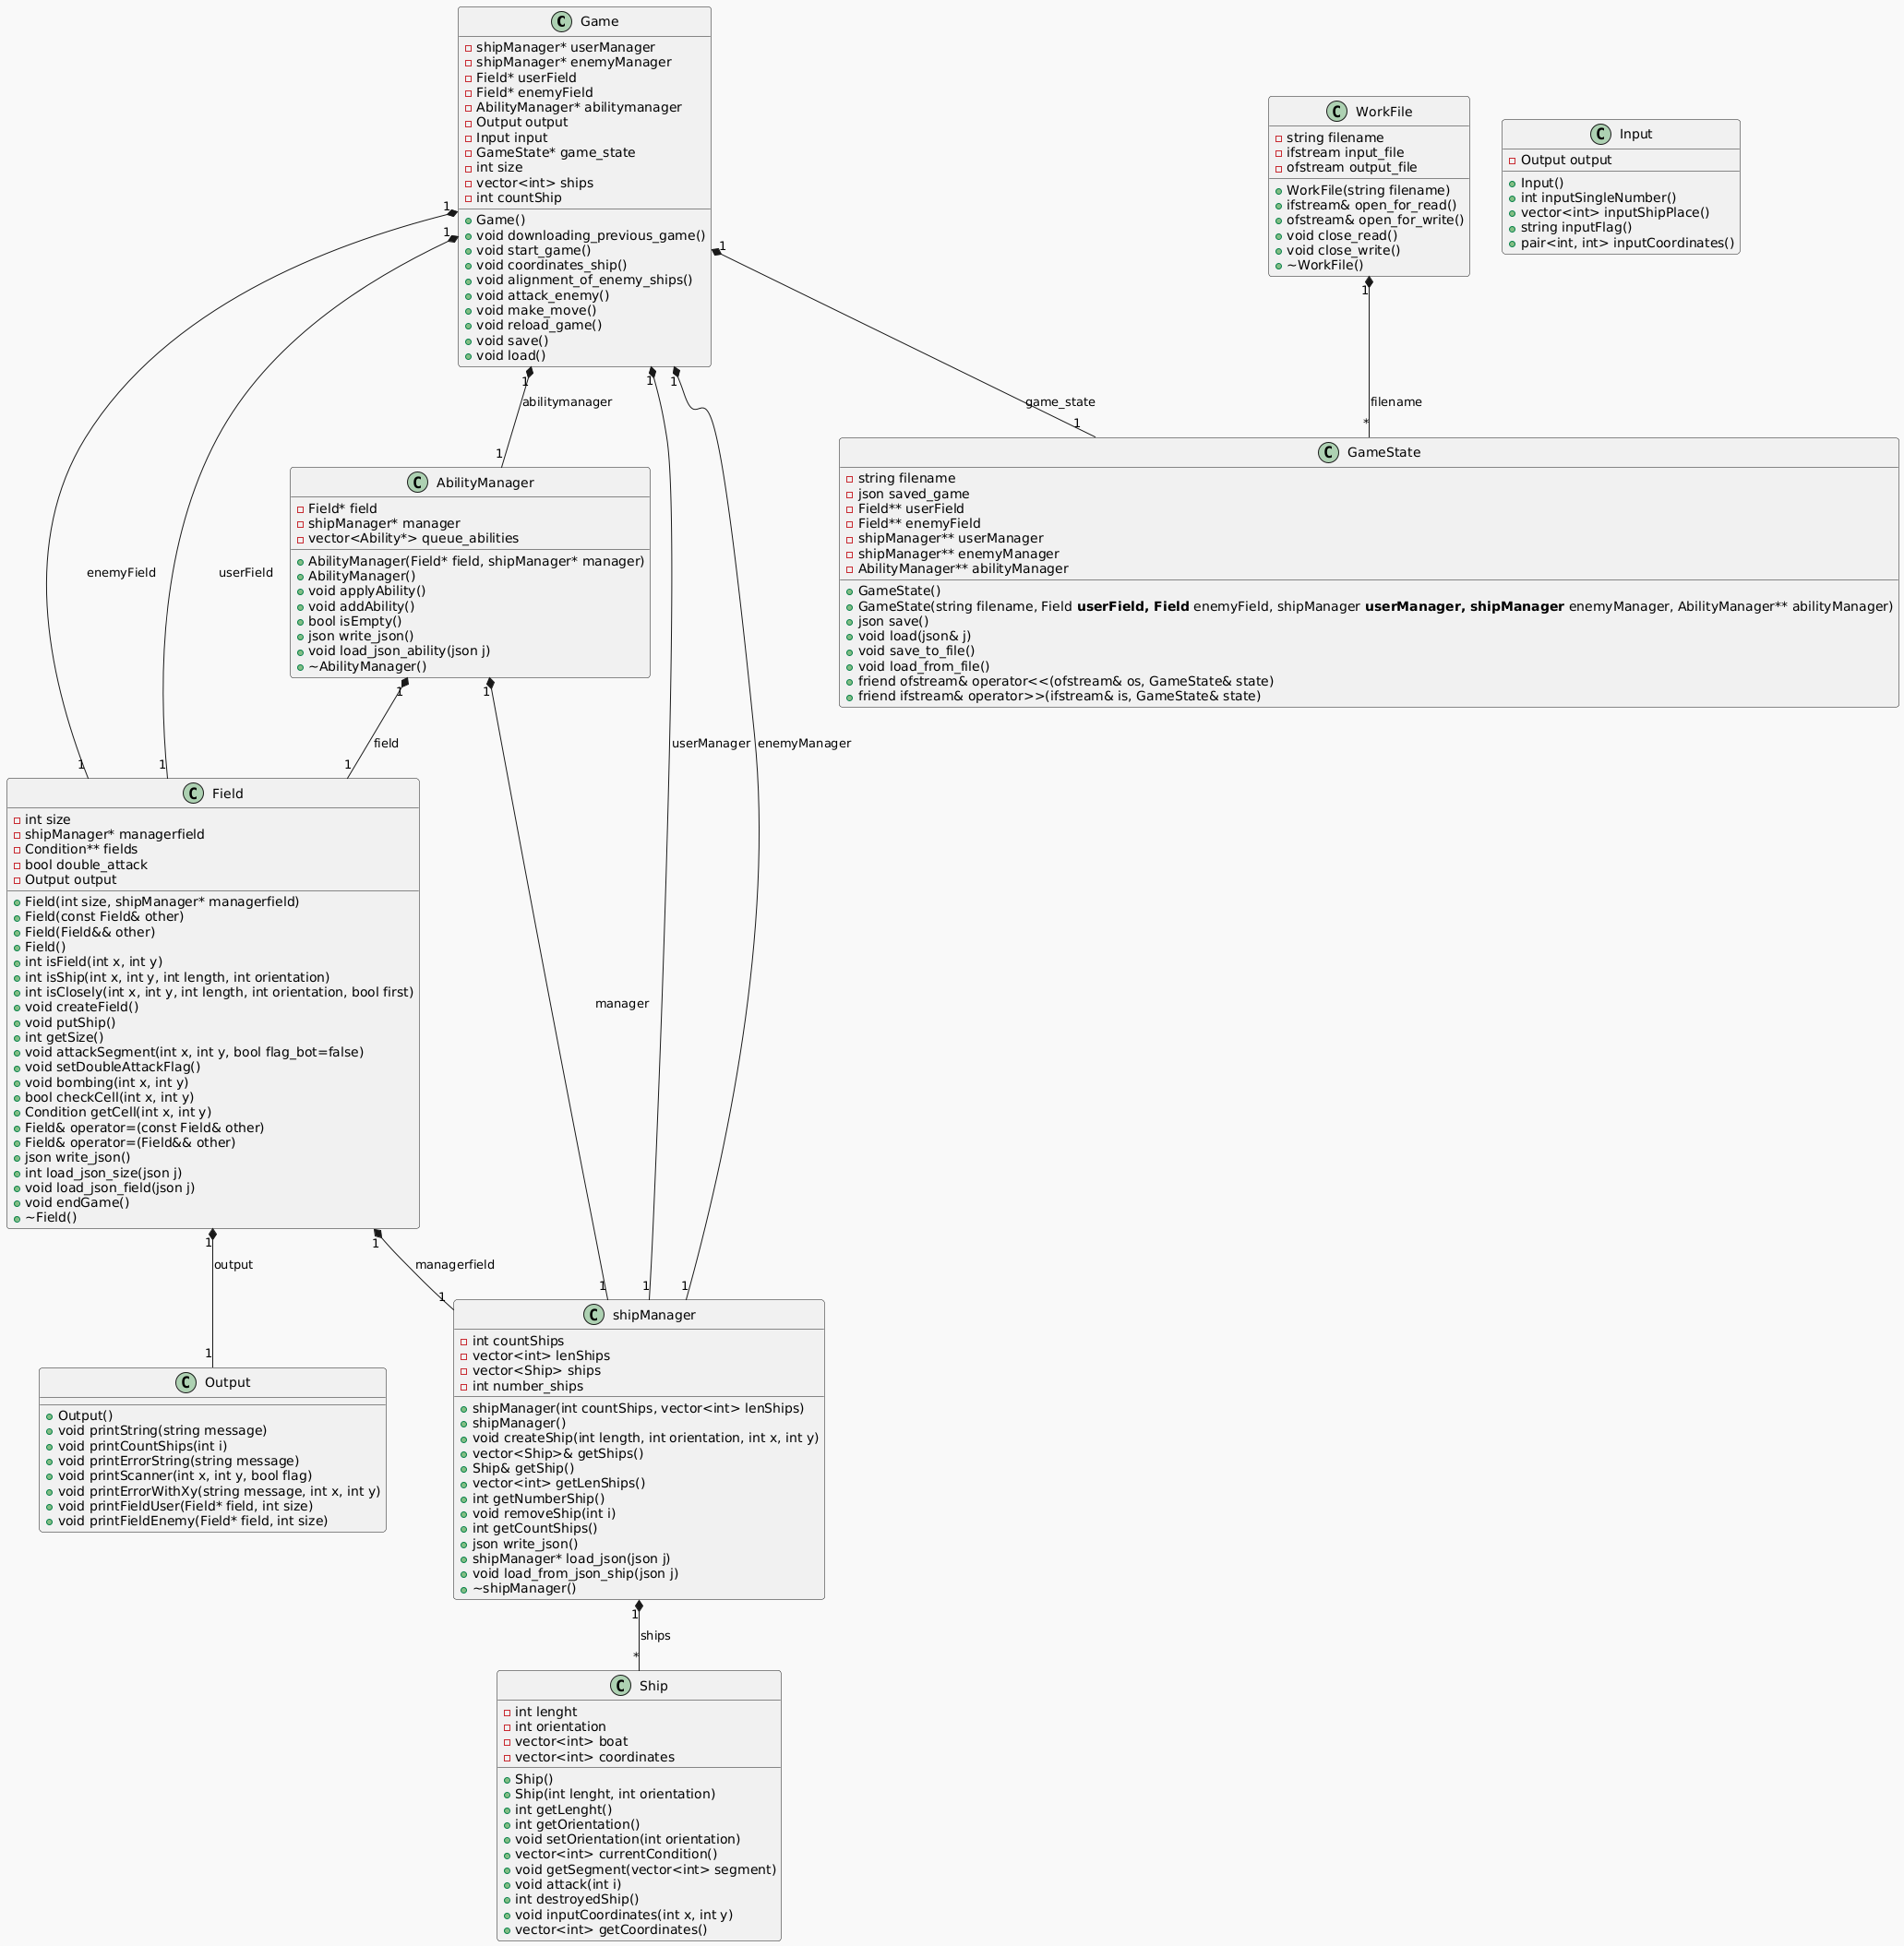 Game
shipManager* userManager
shipManager* enemyManager
Field* userField
Field* enemyField
AbilityManager* abilitymanager
Output output
Input input
GameState* game_state
int size
vector<int> ships
int countShip
Game()
void downloading_previous_game()
void start_game()
void coordinates_ship()
void alignment_of_enemy_ships()
void attack_enemy()
void make_move()
void reload_game()
void save()
void load()
WorkFile
string filename
ifstream input_file
ofstream output_file
WorkFile(string filename)
ifstream& open_for_read()
ofstream& open_for_write()
void close_read()
void close_write()
~WorkFile()
Input
Output output
Input()
int inputSingleNumber()
vector<int> inputShipPlace()
string inputFlag()
pair<int, int> inputCoordinates()
1
1
1
1
1
1
1
abilitymanager
game_state
filename
1
1
*
AbilityManager
Field* field
shipManager* manager
vector<Ability*> queue_abilities
AbilityManager(Field* field, shipManager* manager)
AbilityManager()
void applyAbility()
void addAbility()
bool isEmpty()
json write_json()
void load_json_ability(json j)
~AbilityManager()
GameState
string filename
json saved_game
Field** userField
Field** enemyField
shipManager** userManager
shipManager** enemyManager
AbilityManager** abilityManager
GameState()
GameState(string filename, Field userField, Field enemyField, shipManager userManager, shipManager enemyManager, AbilityManager** abilityManager)
json save()
void load(json& j)
void save_to_file()
void load_from_file()
friend ofstream& operator<<(ofstream& os, GameState& state)
friend ifstream& operator>>(ifstream& is, GameState& state)
enemyField
userField
1
1
field
userManager
enemyManager
1
1
1
Field
int size
shipManager* managerfield
Condition** fields
bool double_attack
Output output
Field(int size, shipManager* managerfield)
Field(const Field& other)
Field(Field&& other)
Field()
int isField(int x, int y)
int isShip(int x, int y, int length, int orientation)
int isClosely(int x, int y, int length, int orientation, bool first)
void createField()
void putShip()
int getSize()
void attackSegment(int x, int y, bool flag_bot=false)
void setDoubleAttackFlag()
void bombing(int x, int y)
bool checkCell(int x, int y)
Condition getCell(int x, int y)
Field& operator=(const Field& other)
Field& operator=(Field&& other)
json write_json()
int load_json_size(json j)
void load_json_field(json j)
void endGame()
~Field()
manager
1
1
output
managerfield
1
1
1
1
1
Output
Output()
void printString(string message)
void printCountShips(int i)
void printErrorString(string message)
void printScanner(int x, int y, bool flag)
void printErrorWithXy(string message, int x, int y)
void printFieldUser(Field* field, int size)
void printFieldEnemy(Field* field, int size)
shipManager
int countShips
vector<int> lenShips
vector<Ship> ships
int number_ships
shipManager(int countShips, vector<int> lenShips)
shipManager()
void createShip(int length, int orientation, int x, int y)
vector<Ship>& getShips()
Ship& getShip()
vector<int> getLenShips()
int getNumberShip()
void removeShip(int i)
int getCountShips()
json write_json()
shipManager* load_json(json j)
void load_from_json_ship(json j)
~shipManager()
1
ships
*
Ship
int lenght
int orientation
vector<int> boat
vector<int> coordinates
Ship()
Ship(int lenght, int orientation)
int getLenght()
int getOrientation()
void setOrientation(int orientation)
vector<int> currentCondition()
void getSegment(vector<int> segment)
void attack(int i)
int destroyedShip()
void inputCoordinates(int x, int y)
vector<int> getCoordinates()